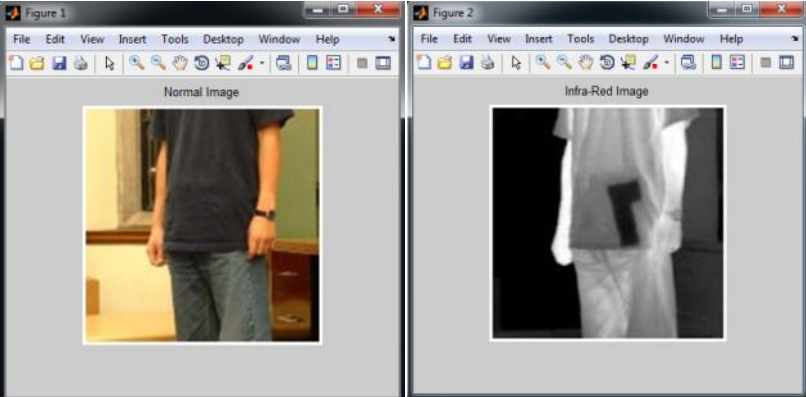 Figure 1
File Edit View Insert Tools Desktop Window Help
Normal Image
Figure 2
File Edit View Insert Tools Desktop Window Help
Infra-Red Image